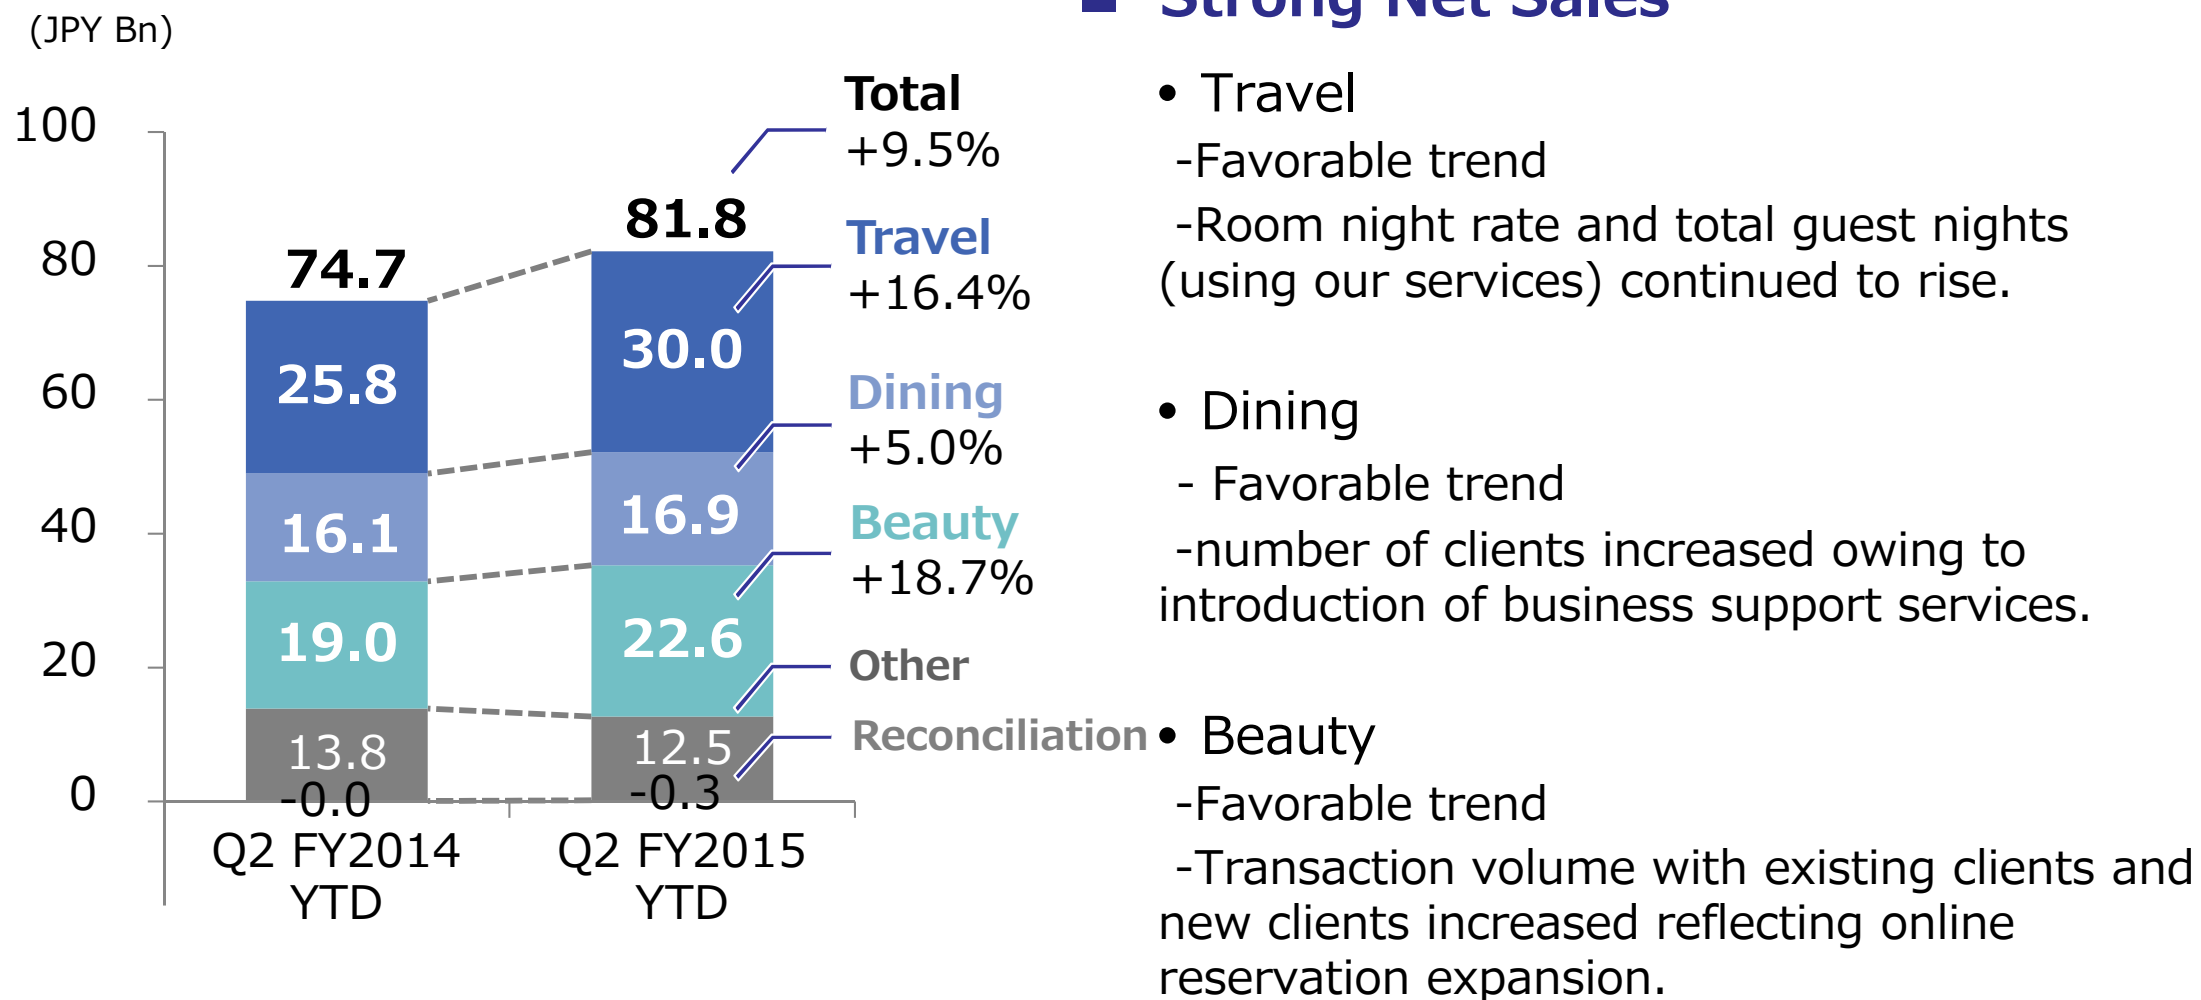 (JPY Bn)
100
80
60
40
20
0
74.7
25.8
16.1
19.0
13.8
-0.0
Q2 FY2014
YTD
81.8
30.0
16.9
22.6
12.5
-0.3
Q2 FY2015
YTD
Total
+9.5%
Travel
+16.4%
Dining
+5.0%
Beauty
+18.7%
Other
Reconciliation
■ Strong Net Sales
• Travel
-Favorable trend
-Room night rate and total guest nights
(using our services) continued to rise.
• Dining
- Favorable trend
-number of clients increased owing to
introduction of business support services.
• Beauty
-Favorable trend
-Transaction volume with existing clients and
new clients increased reflecting online
reservation expansion.